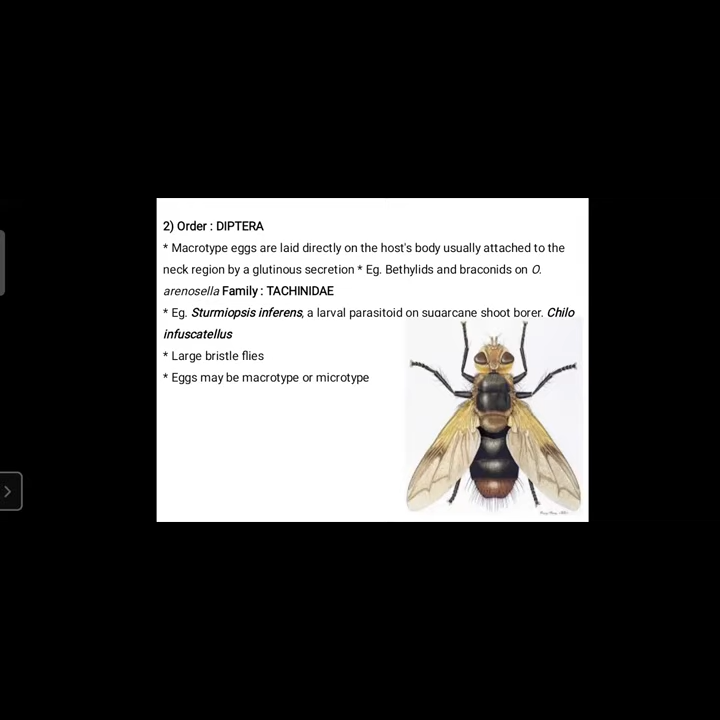 2) Order : DIPTERA
* Macrotype eggs are laid directly on the host's body usually attached to the
neck region by a glutinous secretion * Eg. Bethylids and braconids on O.
arenosella Family : TACHINIDAE
* Eg. Sturmiopsis inferens, a larval parasitoid on sugarcane shoot borer. Chilo
infuscatellus
* Large bristle flies
* Eggs may be macrotype or microtype